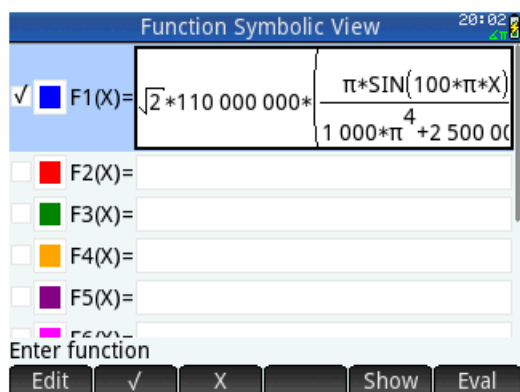 Function Symbolic View 20:02
∡π
√ F1(X)= √2*110 000 000*(π*SIN(100*π*X)
1 000*π^4+2 500 00
F2(X)=
F3(X)=
F4(X)=
F5(X)=
Enter function
Edit √ X Show Eval